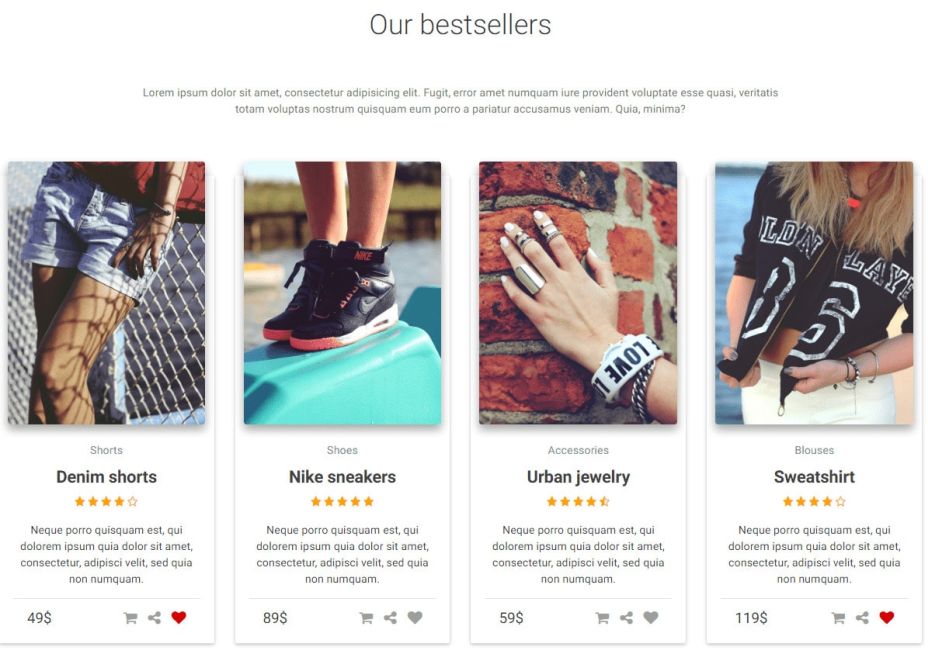 Our bestsellers
Lorem ipsum dolor sit amet, consectetur adipisicing elit. Fugit, error amet numquam iure provident voluptate esse quasi, veritatis
totam voluptas nostrum quisquam eum porro a pariatur accusamus veniam. Quia, minima?
NIKE
LOVE
Shorts
Denim shorts
Neque porro quisquam est, qui
dolorem ipsum quia dolor sit amet,
consectetur, adipisci velit, sed quia
non numquam.
49$
Shoes
Nike sneakers
Neque porro quisquam est, qui
dolorem ipsum quia dolor sit amet,
consectetur, adipisci velit, sed quia
non numquam.
89$
Accessories
Urban jewelry
Neque porro quisquam est, qui
dolorem ipsum quia dolor sit amet,
consectetur, adipisci velit, sed quia
non numquam.
59$
Blouses
Sweatshirt
Neque porro quisquam est, qui
dolorem ipsum quia dolor sit amet,
consectetur, adipisci velit, sed quia
non numquam.
119$